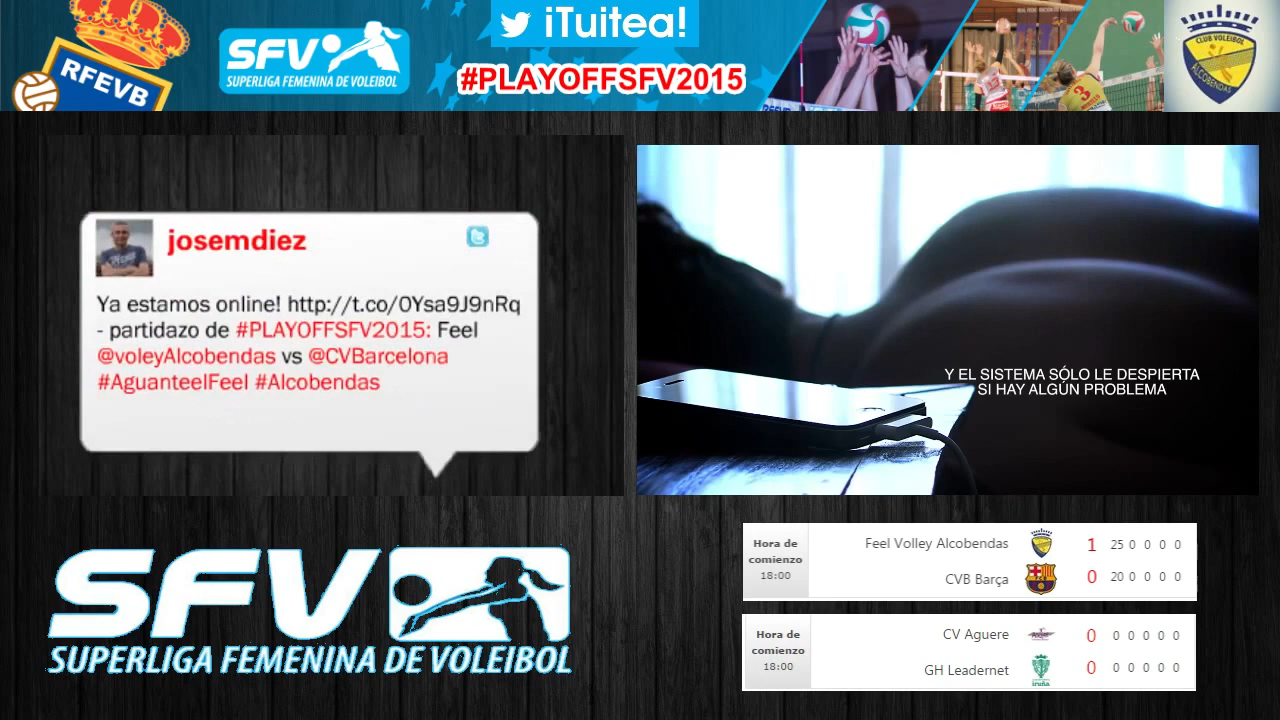 RFEVB
SFV
SUPERLIGA FEMENINA DE VOLEIBOL
iTuitea!
#PLAYOFFSFV2015
CLUB VOLEIBOL
ALCOBENDAS
josemdiez
Ya estamos online! http://t.co/0Ysa9J9nRq
- partidazo de #PLAYOFFSFV2015: Feel
@voleyAlcobendas vs @CVBarcelona
#AguanteelFeel #Alcobendas
Y EL SISTEMA SÓLO LE DESPIERTA
SI HAY ALGÚN PROBLEMA
SFV
SUPERLIGA FEMENINA DE VOLEIBOL
Hora de
comienzo
18:00
Feel Volley Alcobendas 1 25 0 0 0 0
CVB Barça 0 20 0 0 0 0
Hora de
comienzo
18:00
CV Aguere 0 0 0 0 0 0
GH Leadernet 0 0 0 0 0 0